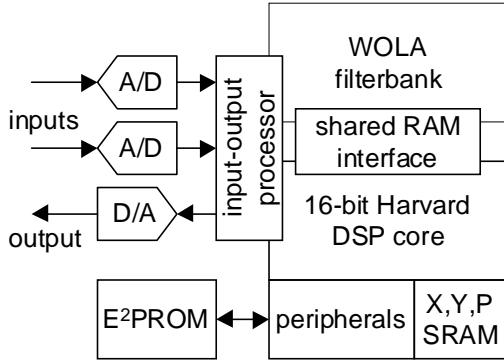 WOLA
filterbank
A/D
inputs
A/D
input-output
processor
shared RAM
interface
D/A
output
16-bit Harvard
DSP core
E²PROM
peripherals
X,Y,P
SRAM